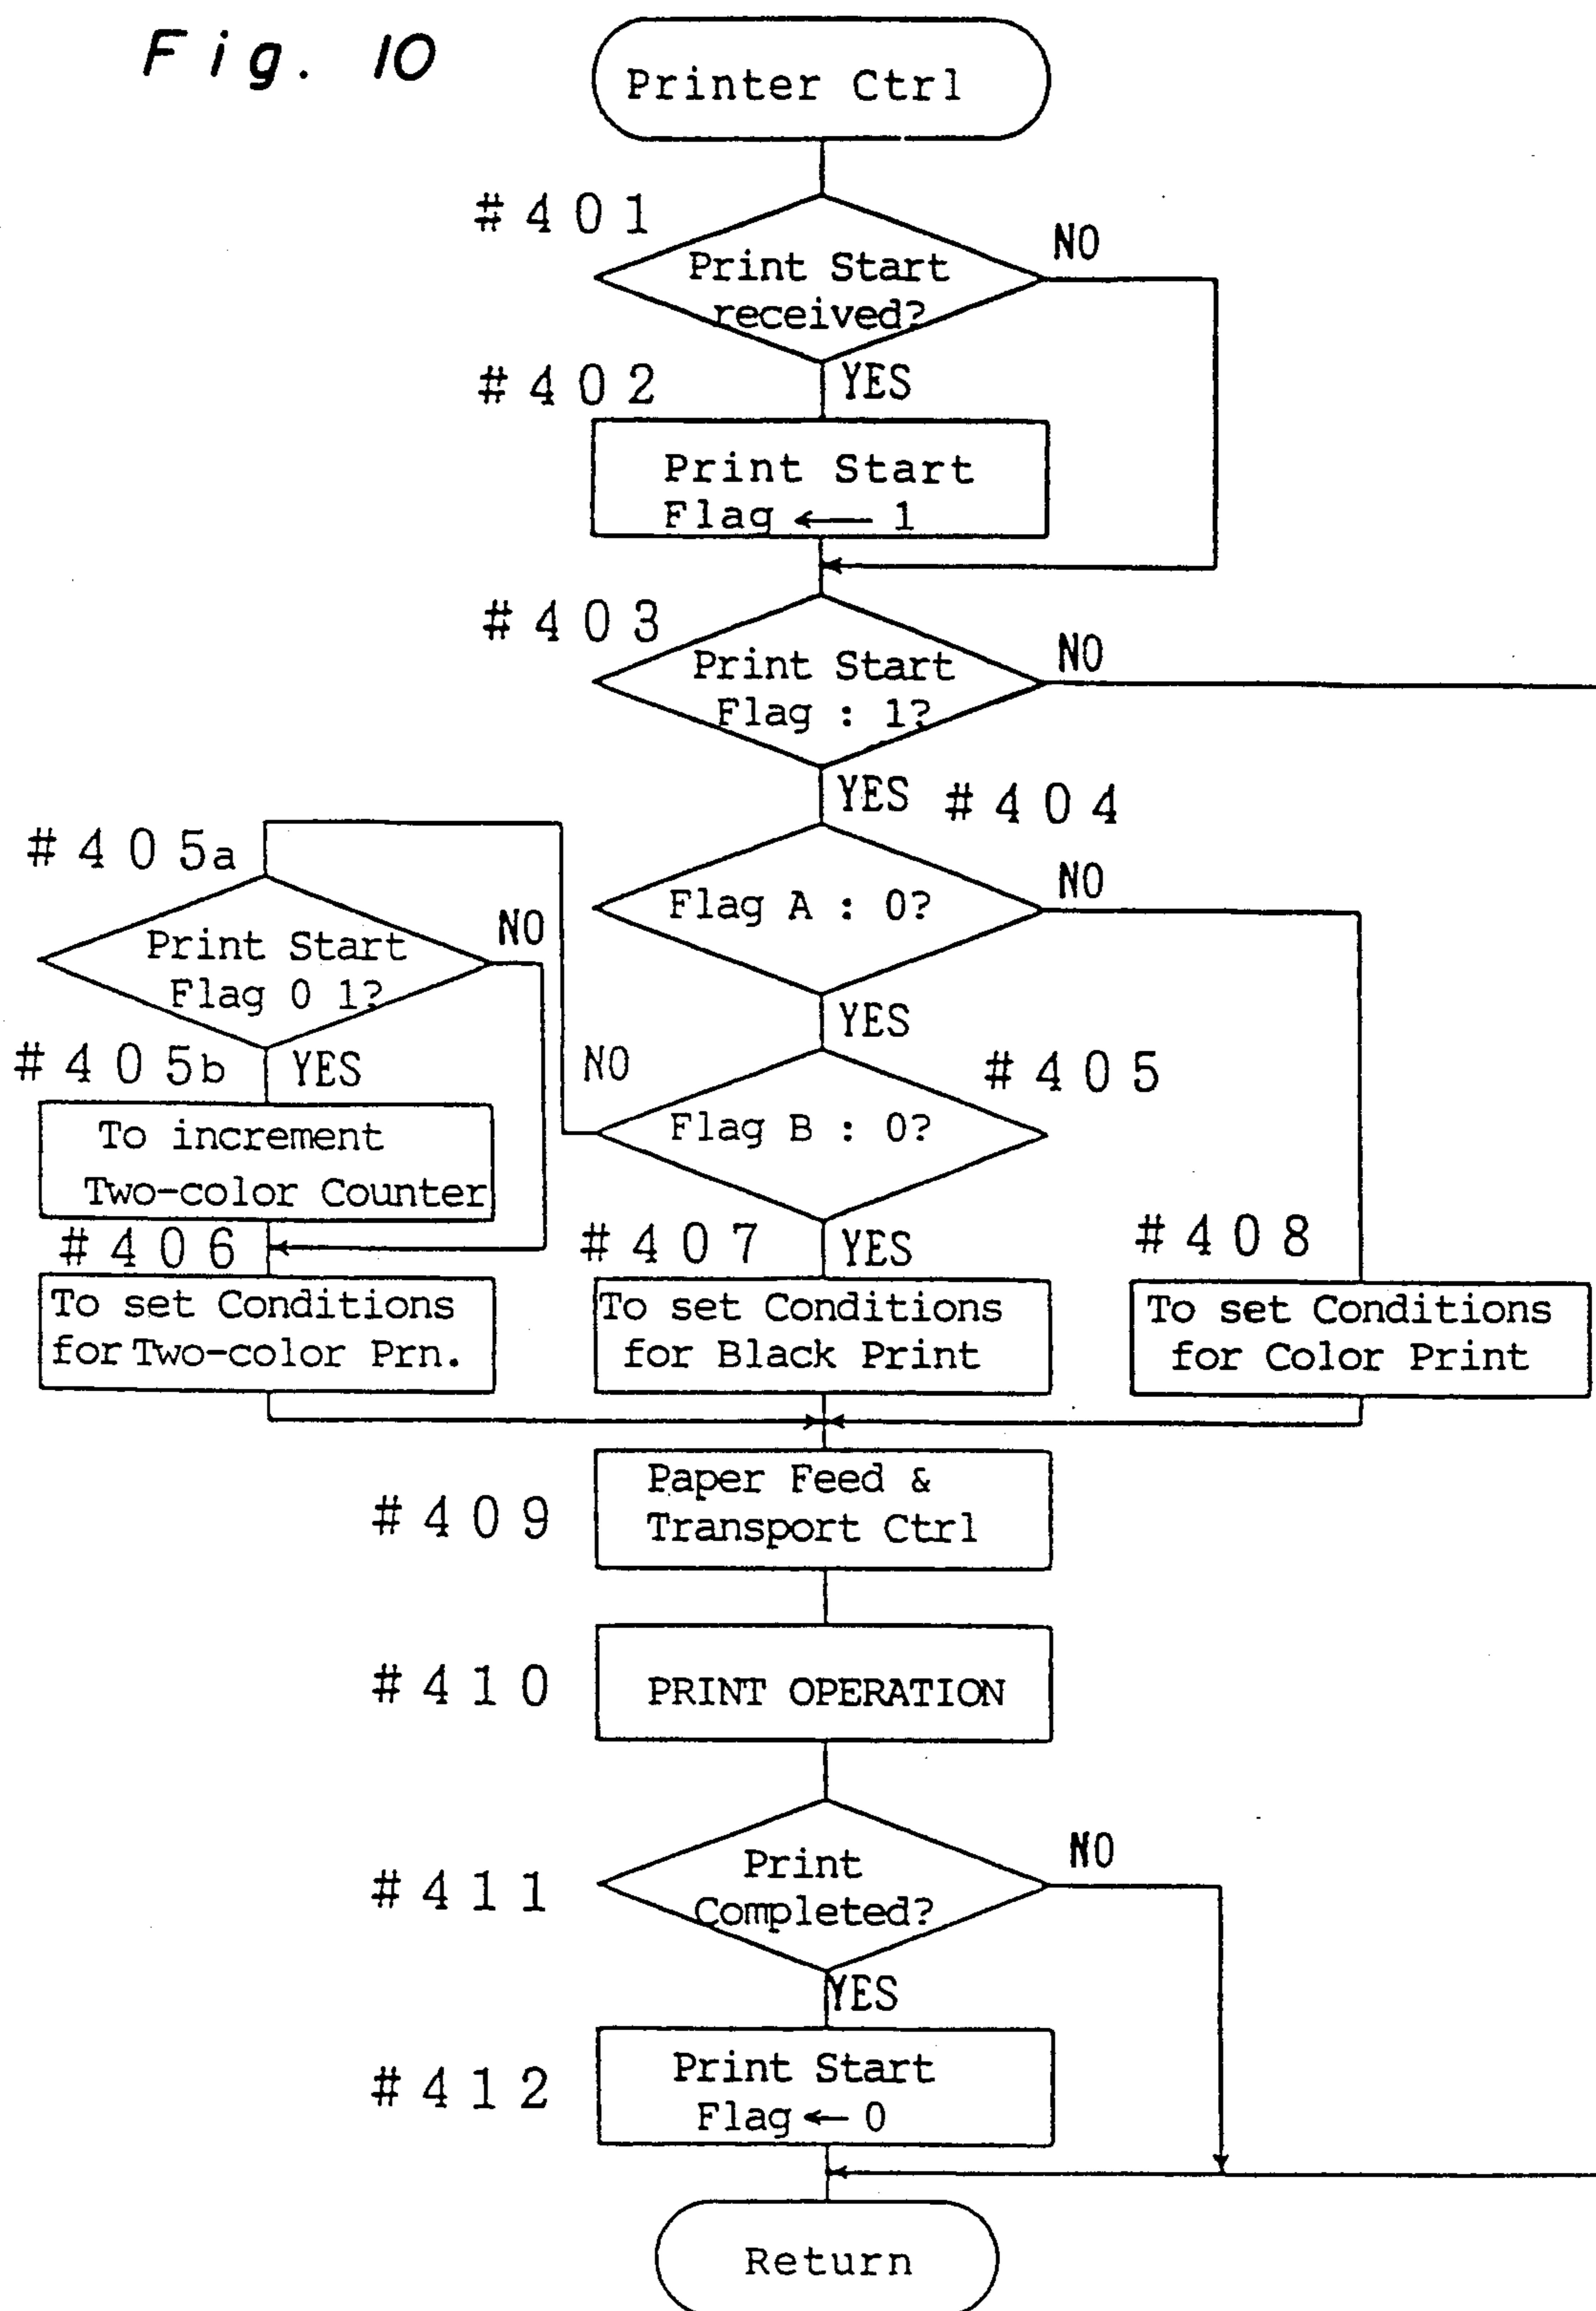 Fig. 10
Printer Ctrl
#401
Print Start
received?
NO
YES
#402
Print Start
Flag ← 1
#403
Print Start
Flag : 1?
NO
YES
#404
Flag A : 0?
NO
YES
#405
Flag B : 0?
NO
YES
#405a
Print Start
Flag 0 1?
NO
YES
#405b
To increment
Two-color Counter
#406
To set Conditions
for Two-color Prn.
#407
To set Conditions
for Black Print
#408
To set Conditions
for Color Print
#409
Paper Feed &
Transport Ctrl
#410
PRINT OPERATION
#411
Print
Completed?
NO
YES
#412
Print Start
Flag ← 0
Return